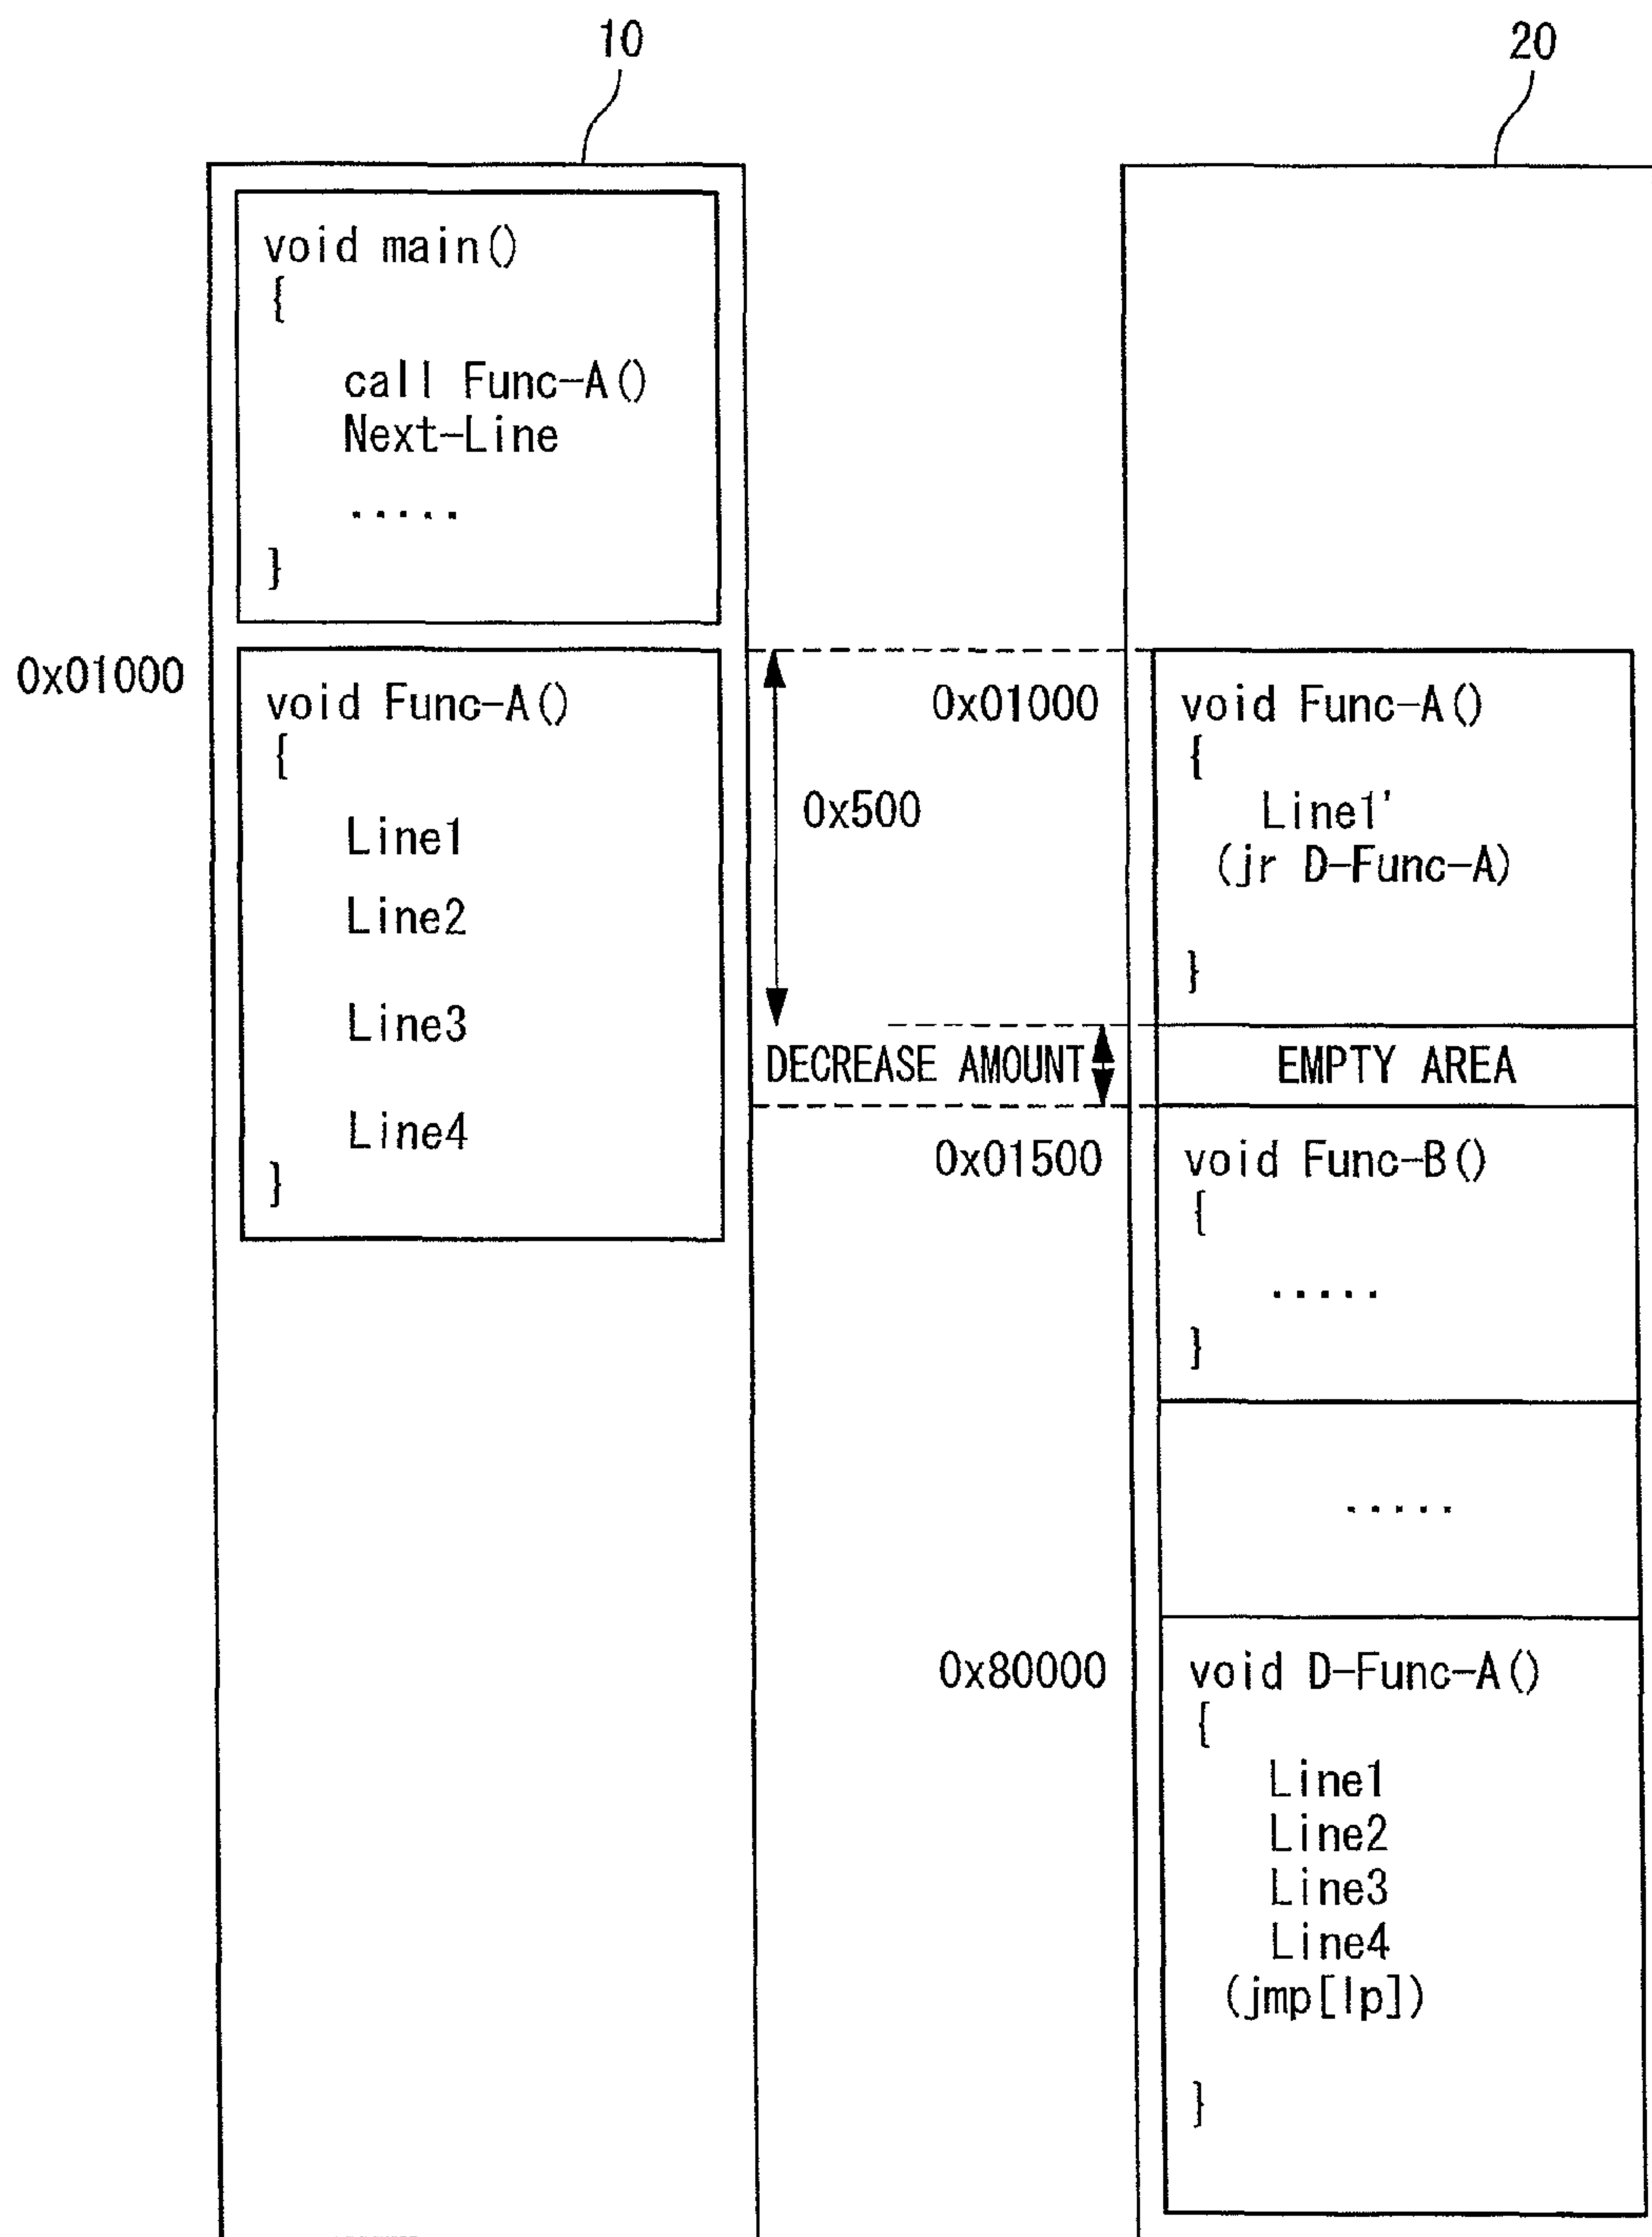 10
20
void main()
{
call Func-A()
Next-Line
.....
}
0x01000
void Func-A()
{
Line1
Line2
Line3
Line4
}
0x500
DECREASE AMOUNT
0x01000
void Func-A()
{
Line1'
(jr D-Func-A)
}
EMPTY AREA
0x01500
void Func-B()
{
.....
}
.....
0x80000
void D-Func-A()
{
Line1
Line2
Line3
Line4
(jmp[lp])
}